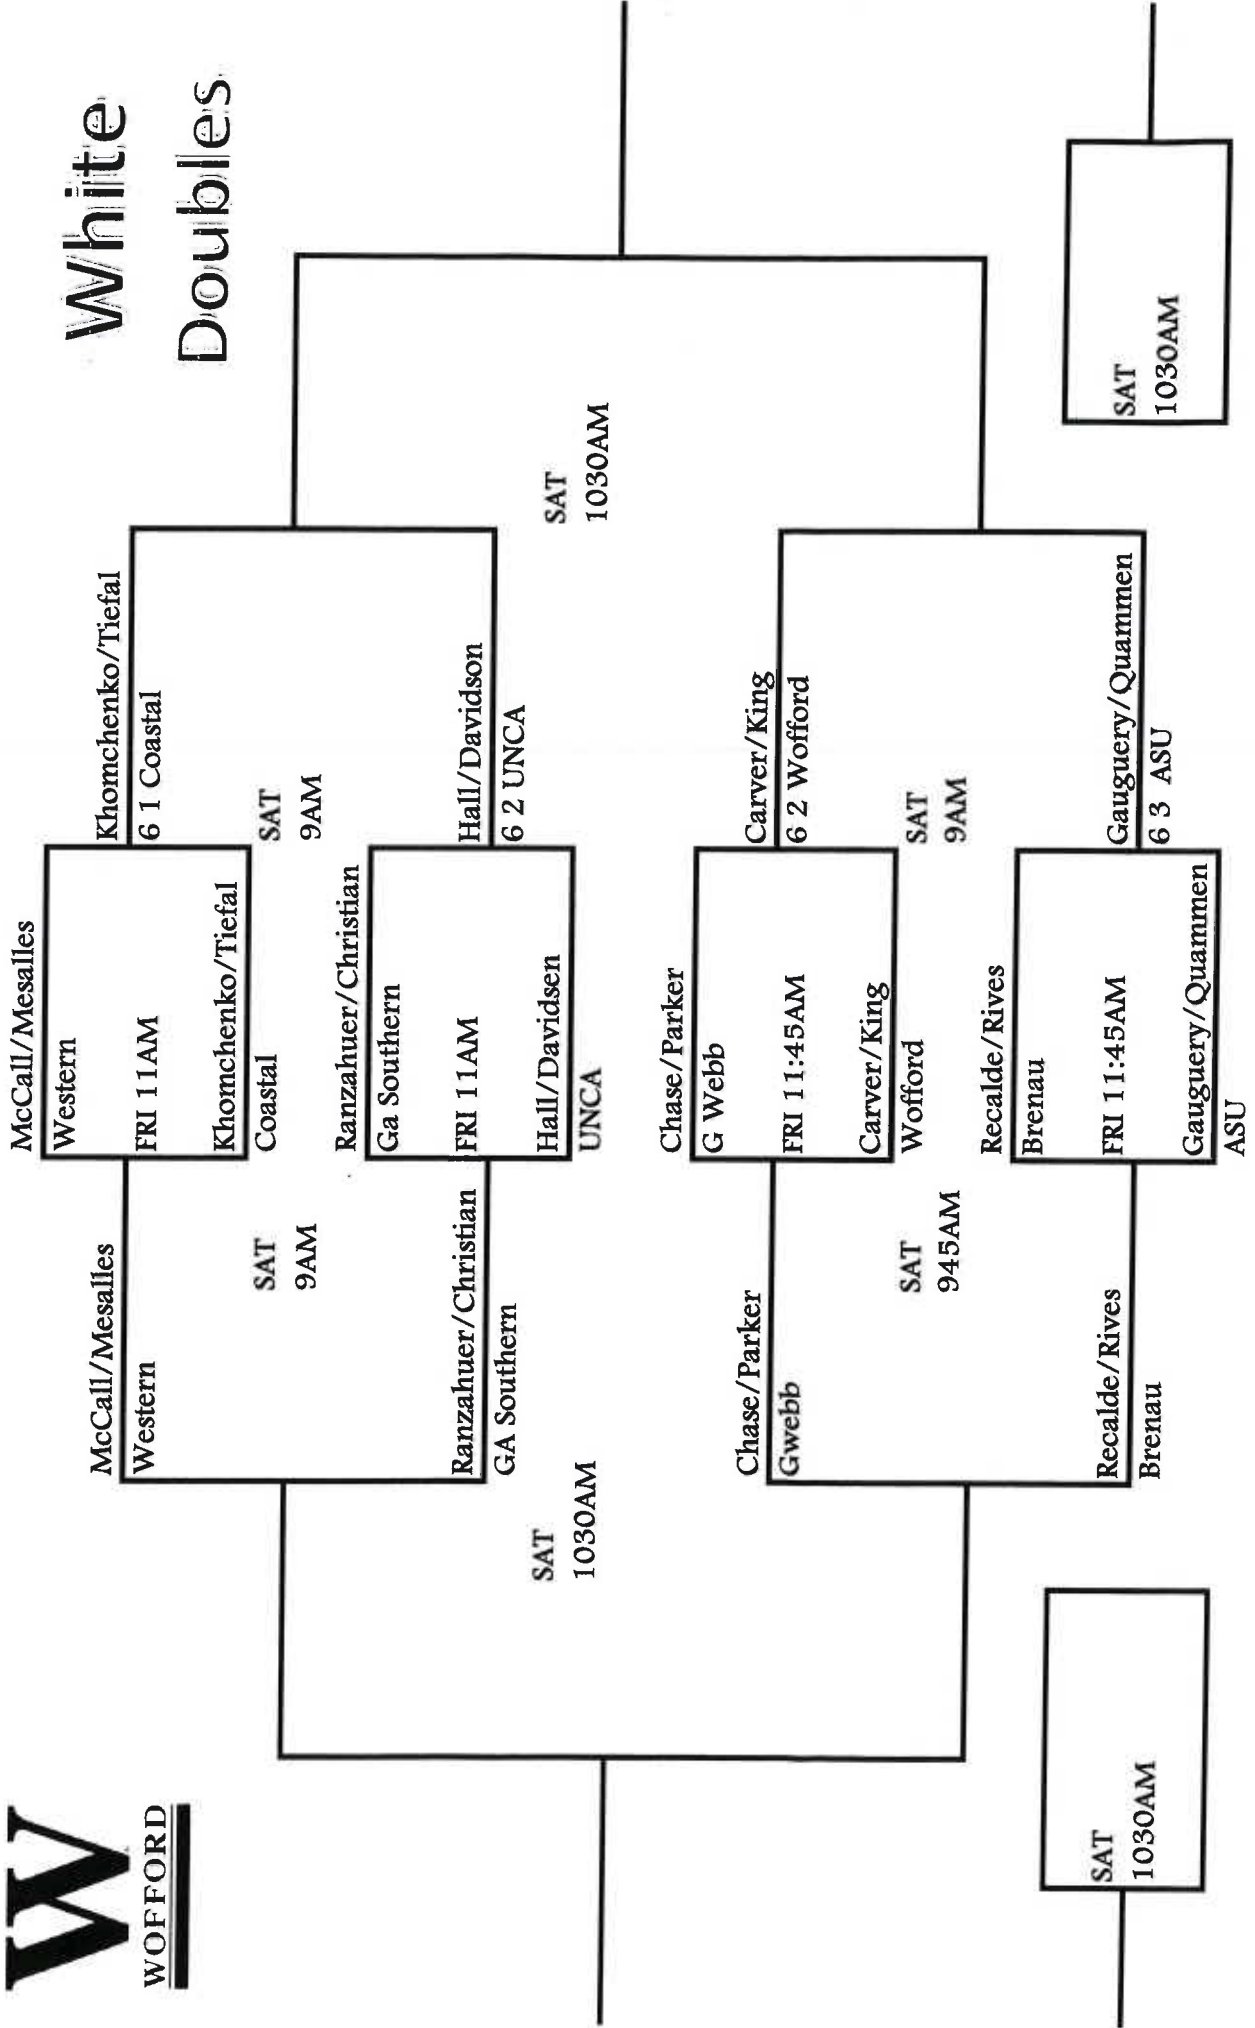 W
WOFFORD
White
Doubles
McCall/Mesalles
Western
FRI 11AM
Khomchenko/Tiefal
Coastal
McCall/Mesalles
Western
SAT
9AM
Khomchenko/Tiefal
6 1 Coastal
SAT
9AM
Ranzahuer/Christian
Ga Southern
FRI 11AM
Hall/Davidsen
UNCA
Ranzahuer/Christian
GA Southern
Hall/Davidson
6 2 UNCA
SAT
1030AM
SAT
1030AM
Chase/Parker
G Webb
FRI 11:45AM
Carver/King
Wofford
Chase/Parker
Gwebb
SAT
945AM
Carver/King
6 2 Wofford
SAT
9AM
Recalde/Rives
Brenau
FRI 11:45AM
Gauguery/Quammen
ASU
Recalde/Rives
Brenau
Gauguery/Quammen
6 3 ASU
SAT
1030AM
SAT
1030AM